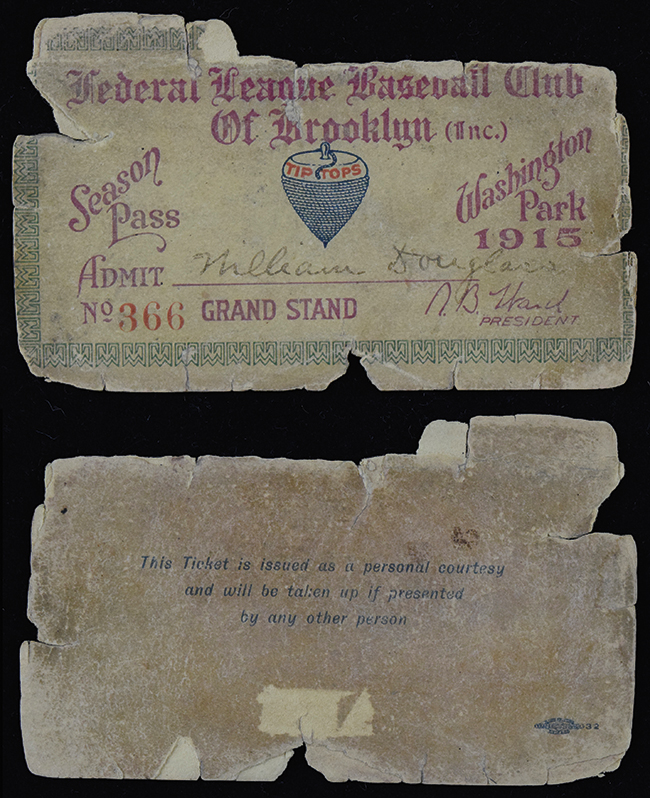 Federal League Baseball Club
Of Brooklyn (Inc.)
TIP TOPS
Season
Pass
Washington
Park
1915
ADMIT William Douglass
No 366 GRAND STAND
R. B. Ward
PRESIDENT
This Ticket is issued as a personal courtesy
and will be taken up if presented
by any other person
32